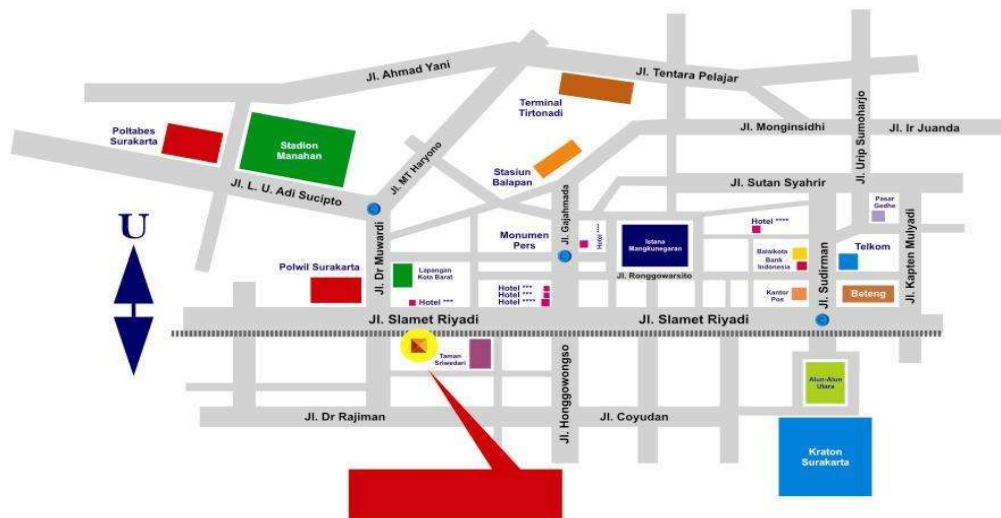 Jl. Ahmad Yani
Jl. Tentara Pelajar
Terminal
Tirtonadi
Poltabes
Surakarta
Stadion
Manahan
Jl. MT Haryono
Jl. Monginsidhi
Jl. Ir Juanda
Jl. Urip Sumoharjo
Stasiun
Balapan
Jl. L. U. Adi Sucipto
Jl. Sutan Syahrir
Jl. Gajahmada
Pasar
Gedhe
U
Jl. Dr Muwardi
Monumen
Pers
Hotel ****
Istana
Mangkunegaran
Hotel ****
Balaikota
Bank
Indonesia
Jl. Sudirman
Telkom
Jl. Kapten Mulyadi
Polwil Surakarta
Lapangan
Kota Barat
Jl. Ronggowarsito
Hotel ***
Hotel ***
Hotel ***
Hotel ****
Kantor
Pos
Beteng
Jl. Slamet Riyadi
Jl. Slamet Riyadi
Taman
Sriwedari
Alun-Alun
Utara
Jl. Dr Rajiman
Jl. Honggowongso
Jl. Coyudan
Kraton
Surakarta